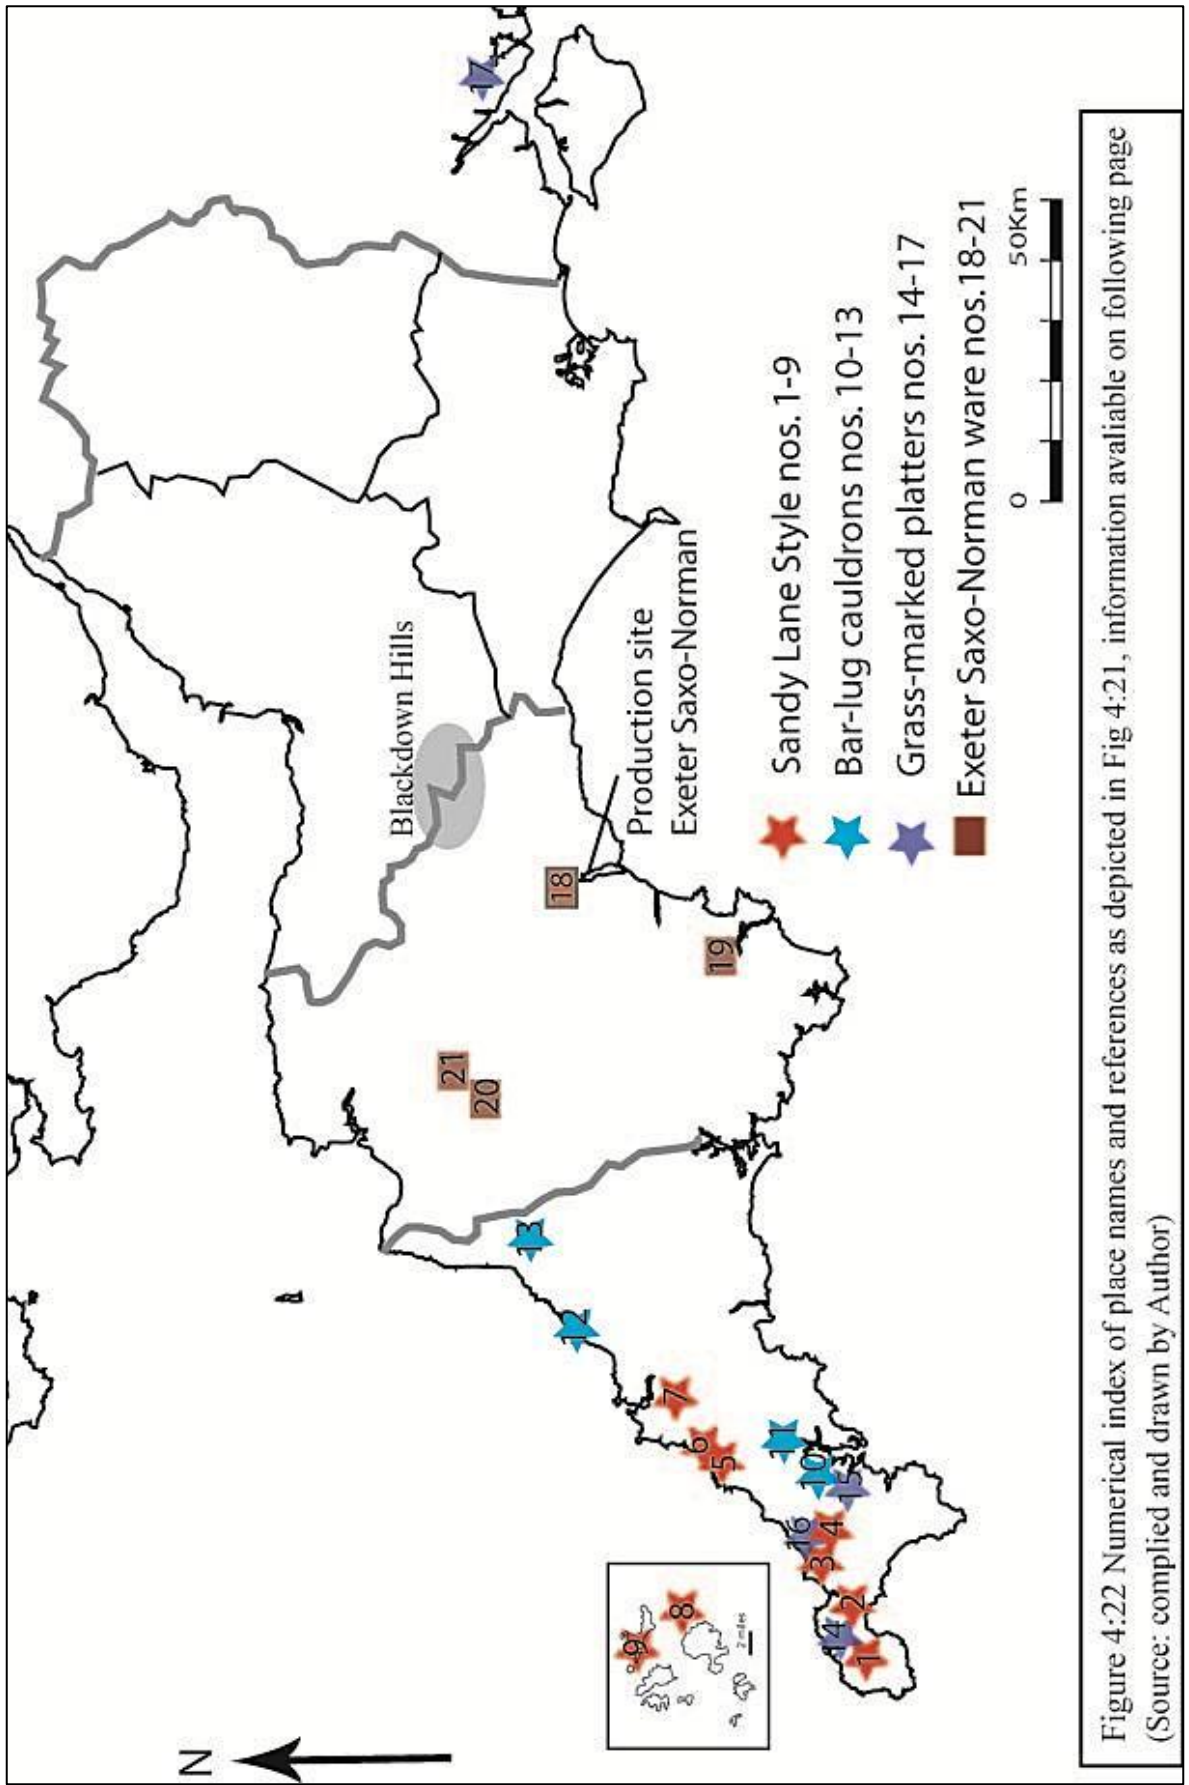 N
17
Blackdown Hills
18
Production site
Exeter Saxo-Norman
19
21
20
13
12
7
6
5
11
10
15
16
4
3
2
14
1
9
8
2 miles
Sandy Lane Style nos. 1-9
Bar-lug cauldrons nos. 10-13
Grass-marked platters nos. 14-17
Exeter Saxo-Norman ware nos.18-21
0 50Km
Figure 4:22 Numerical index of place names and references as depicted in Fig 4:21, information avaliable on following page
(Source: complied and drawn by Author)